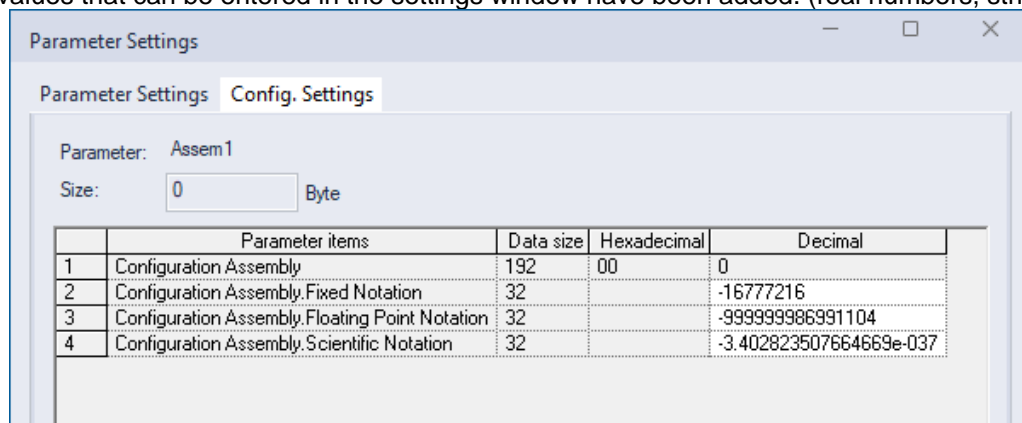 values that can be entered in the settings window have been added. (real numbers, stri
Parameter Settings
Parameter Settings Config. Settings
Parameter: Assem1
Size: 0 Byte
Parameter items Data size Hexadecimal Decimal
1 Configuration Assembly 192 00 0
2 Configuration Assembly.Fixed Notation 32 -16777216
3 Configuration Assembly.Floating Point Notation 32 -999999986991104
4 Configuration Assembly.Scientific Notation 32 -3.402823507664669e-037